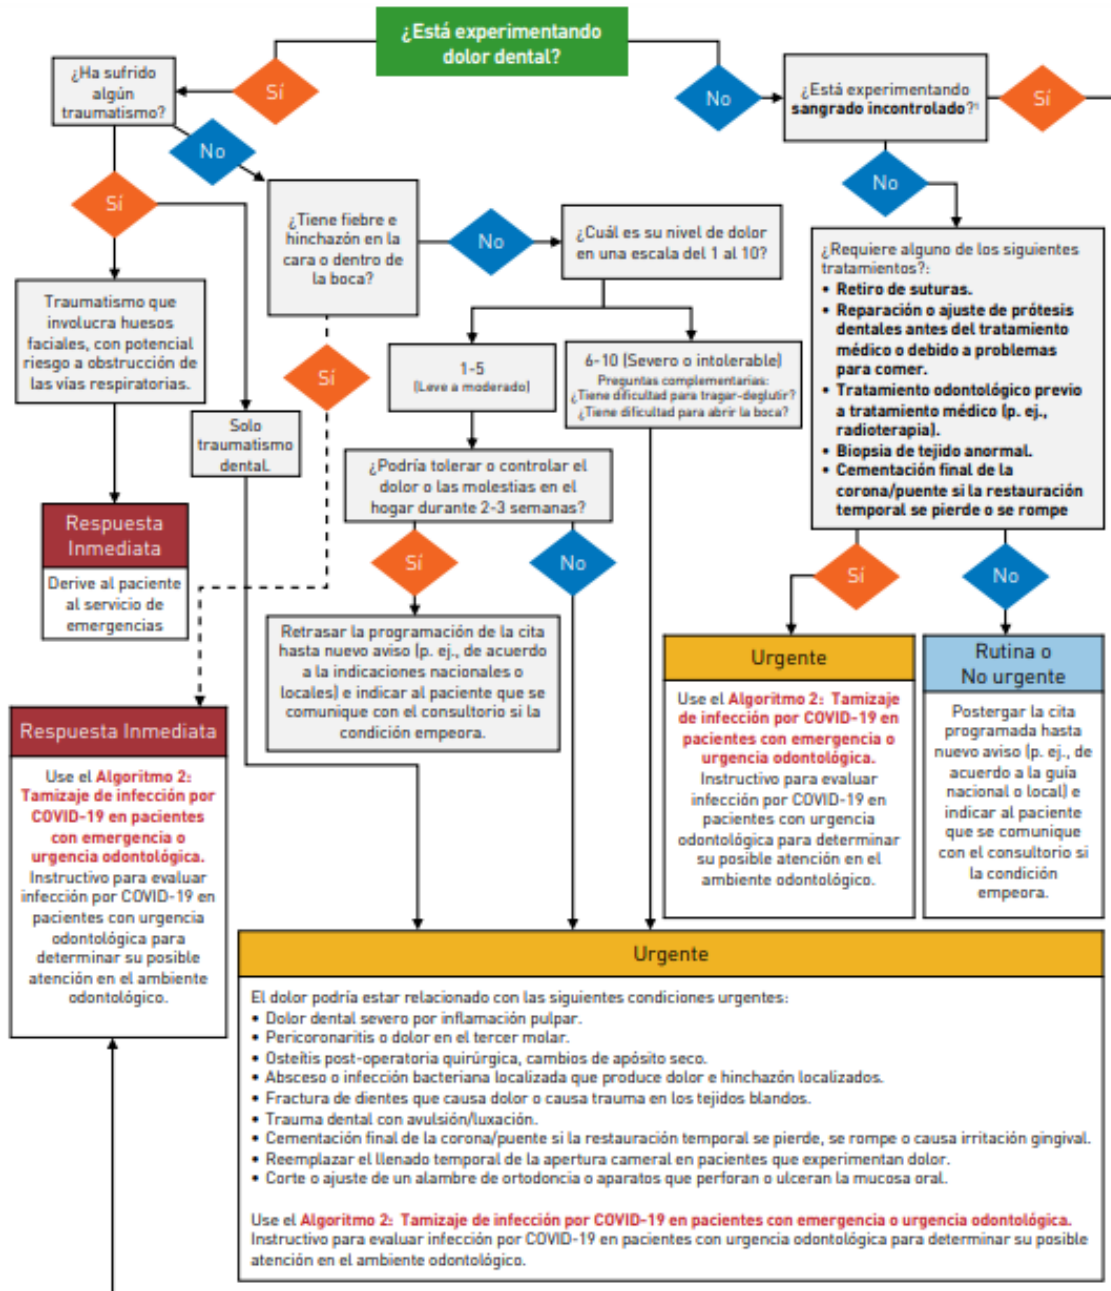 ¿Está experimentando
dolor dental?
¿Ha sufrido
algún
traumatismo?
Sí
No
¿Está experimentando
sangrado incontrolado?
Sí
No
Sí
No
¿Tiene fiebre e
hinchazón en la
cara o dentro de
la boca?
No
¿Cuál es su nivel de dolor
en una escala del 1 al 10?
¿Requiere alguno de los siguientes
tratamientos?:
• Retiro de suturas.
• Reparación o ajuste de prótesis
dentales antes del tratamiento
médico o debido a problemas
para comer.
• Tratamiento odontológico previo
a tratamiento médico (p. ej.,
radioterapia).
• Biopsia de tejido anormal.
• Cementación final de la
corona/puente si la restauración
temporal se pierde o se rompe
Traumatismo que
involucra huesos
faciales, con potencial
riesgo a obstrucción de
las vías respiratorias.
Sí
1-5
(Leve a moderado)
6-10 (Severo o intolerable)
Preguntas complementarias:
¿Tiene dificultad para tragar-deglutir?
¿Tiene dificultad para abrir la boca?
Solo
traumatismo
dental.
¿Podría tolerar o controlar el
dolor o las molestias en el
hogar durante 2-3 semanas?
Respuesta
Inmediata
Derive al paciente
al servicio de
emergencias
Sí
No
Sí
No
Retrasar la programación de la cita
hasta nuevo aviso (p. ej., de acuerdo
a la indicaciones nacionales o
locales) e indicar al paciente que se
comunique con el consultorio si la
condición empeora.
Urgente
Use el Algoritmo 2: Tamizaje
de infección por COVID-19 en
pacientes con emergencia o
urgencia odontológica.
Instructivo para evaluar
infección por COVID-19 en
pacientes con urgencia
odontológica para determinar
su posible atención en el
ambiente odontológico.
Rutina o
No urgente
Postergar la cita
programada hasta
nuevo aviso (p. ej., de
acuerdo a la guía
nacional o local) e
indicar al paciente
que se comunique
con el consultorio si
la condición
empeora.
Respuesta Inmediata
Use el Algoritmo 2:
Tamizaje de infección por
COVID-19 en pacientes
con emergencia o
urgencia odontológica.
Instructivo para evaluar
infección por COVID-19 en
pacientes con urgencia
odontológica para
determinar su posible
atención en el ambiente
odontológico.
Urgente
El dolor podría estar relacionado con las siguientes condiciones urgentes:
• Dolor dental severo por inflamación pulpar.
• Pericoronaritis o dolor en el tercer molar.
• Osteítis post-operatoria quirúrgica, cambios de apósito seco.
• Absceso o infección bacteriana localizada que produce dolor e hinchazón localizados.
• Fractura de dientes que causa dolor o causa trauma en los tejidos blandos.
• Trauma dental con avulsión/luxación.
• Cementación final de la corona/puente si la restauración temporal se pierde, se rompe o causa irritación gingival.
• Reemplazar el llenado temporal de la apertura cameral en pacientes que experimentan dolor.
• Corte o ajuste de un alambre de ortodoncia o aparatos que perforan o ulceran la mucosa oral.
Use el Algoritmo 2: Tamizaje de infección por COVID-19 en pacientes con emergencia o urgencia odontológica.
Instructivo para evaluar infección por COVID-19 en pacientes con urgencia odontológica para determinar su posible
atención en el ambiente odontológico.